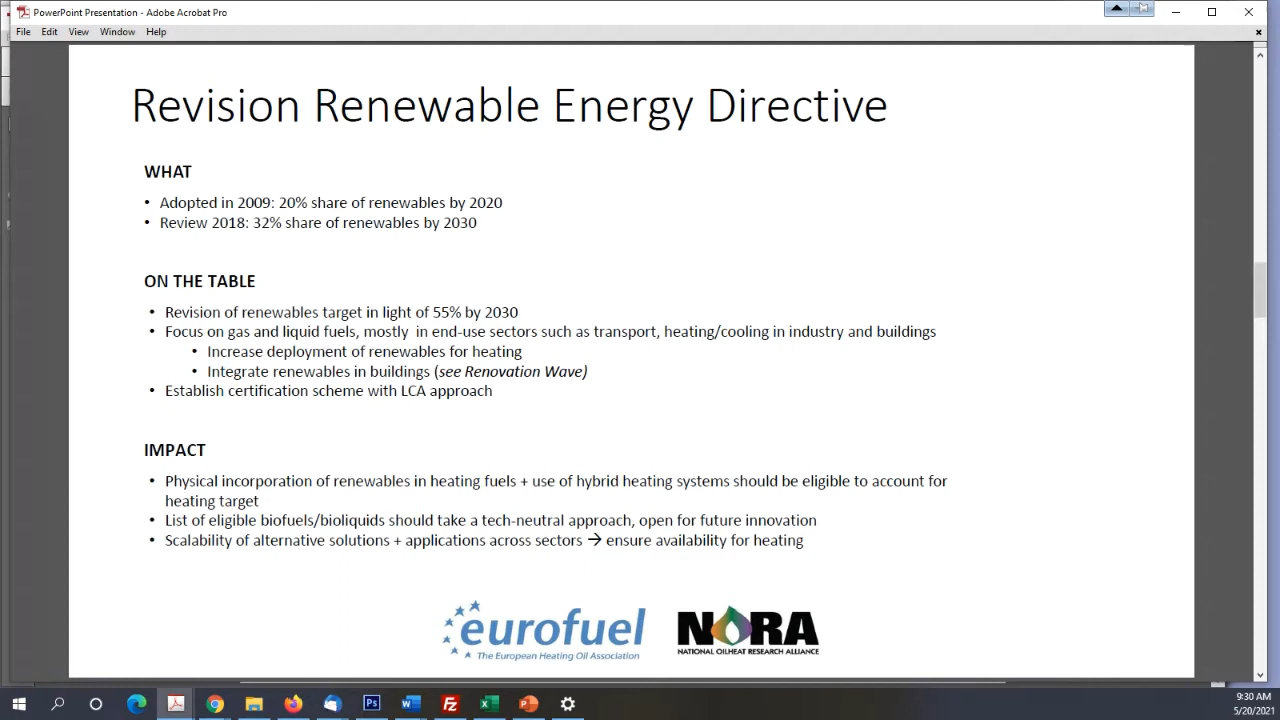 PowerPoint Presentation - Adobe Acrobat Pro
File Edit View Window Help
Revision Renewable Energy Directive
WHAT
• Adopted in 2009: 20% share of renewables by 2020
• Review 2018: 32% share of renewables by 2030
ON THE TABLE
• Revision of renewables target in light of 55% by 2030
• Focus on gas and liquid fuels, mostly in end-use sectors such as transport, heating/cooling in industry and buildings
• Increase deployment of renewables for heating
• Integrate renewables in buildings (see Renovation Wave)
• Establish certification scheme with LCA approach
IMPACT
• Physical incorporation of renewables in heating fuels + use of hybrid heating systems should be eligible to account for
heating target
• List of eligible biofuels/bioliquids should take a tech-neutral approach, open for future innovation
• Scalability of alternative solutions + applications across sectors → ensure availability for heating
eurofuel
The European Heating Oil Association
NORA
NATIONAL OILHEAT RESEARCH ALLIANCE
Ps
9:30 AM
5/20/2021